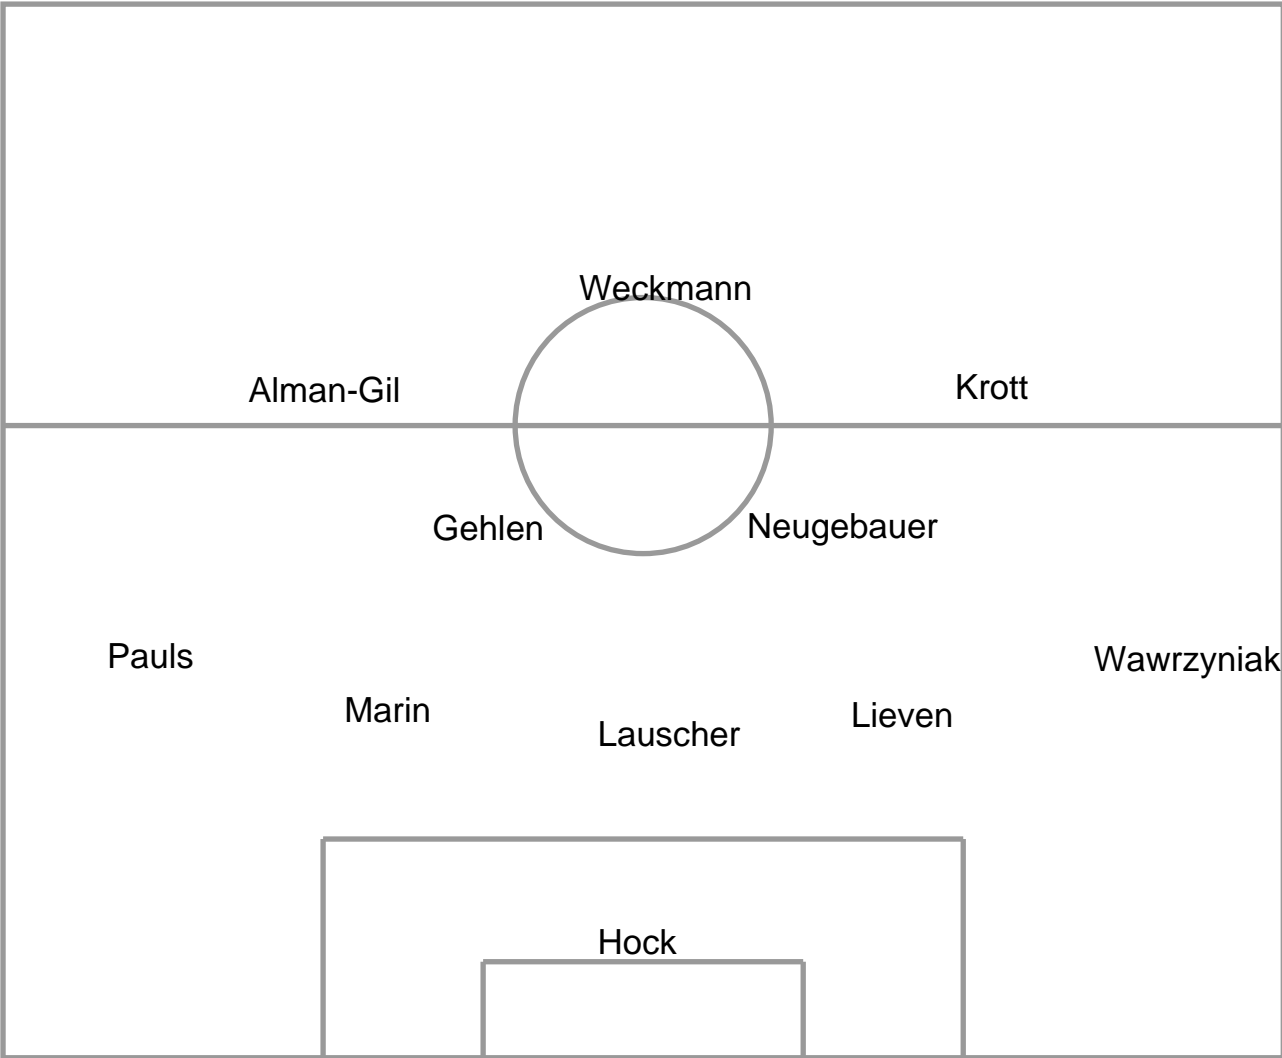 Weckmann
Alman-Gil
Krott
Gehlen
Neugebauer
Pauls
Wawrzyniak
Marin
Lieven
Lauscher
Hock